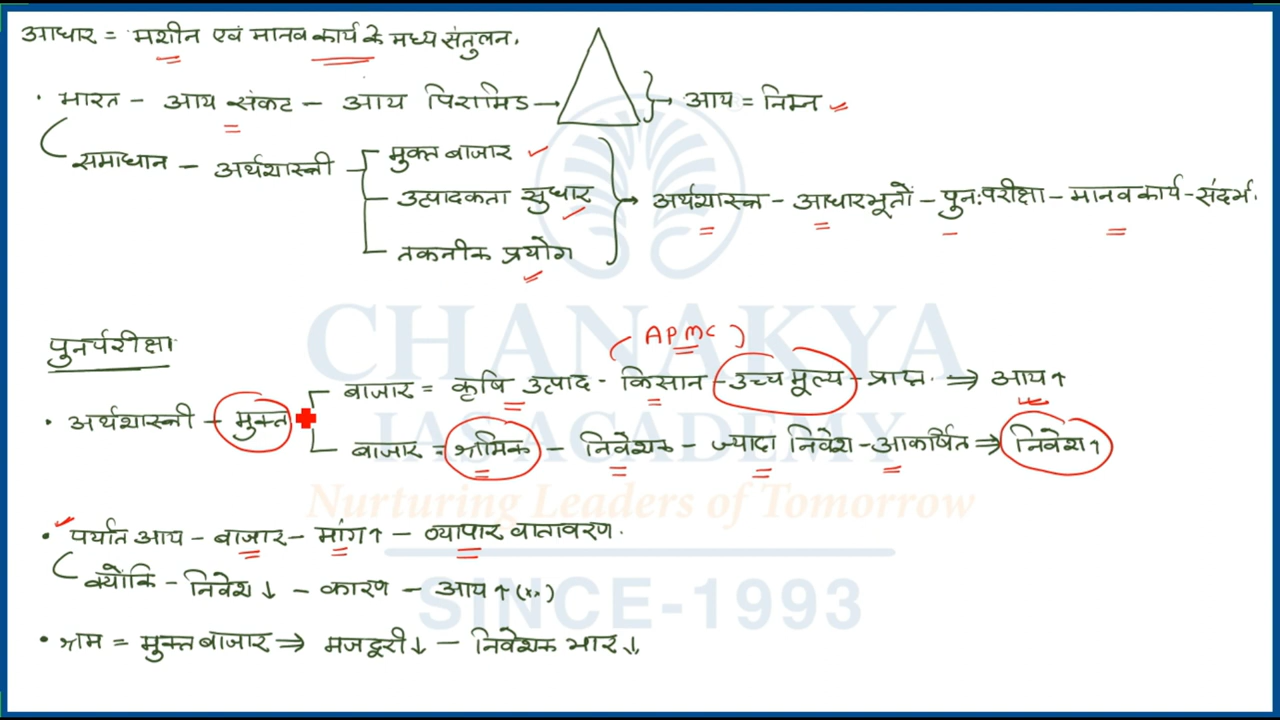 आधार = मशीन एवं मानव कार्य के मध्य संतुलन.
· भारत - आय संकट - आय पिरामिड → } → आय = निम्न
समाधान - अर्थशास्त्री - मुक्त बाजार
उत्पादकता सुधार → अर्थशास्त्र - आधारभूतों - पुनःपरीक्षा - मानव कार्य - संदर्भ.
तकनीक प्रयोग
CHANAKYA
IAS ACADEMY
Nurturing Leaders of Tomorrow
SINCE-1993
पुनर्परीक्षा
(APMC)
बाजार = कृषि उत्पाद - किसान - उच्च मूल्य - प्राप्त. ⇒ आय↑
· अर्थशास्त्री - मुक्त
बाजार = श्रमिक - निवेशक - ज्यादा निवेश - आकर्षित ⇒ निवेश↑
· पर्याप्त आय - बाजार - मांग↑ - व्यापार वातावरण.
क्योंकि - निवेश↓ - कारण - आय↑(xx)
· श्रम = मुक्त बाजार ⇒ मजदूरी↓ - निवेशक भार↓